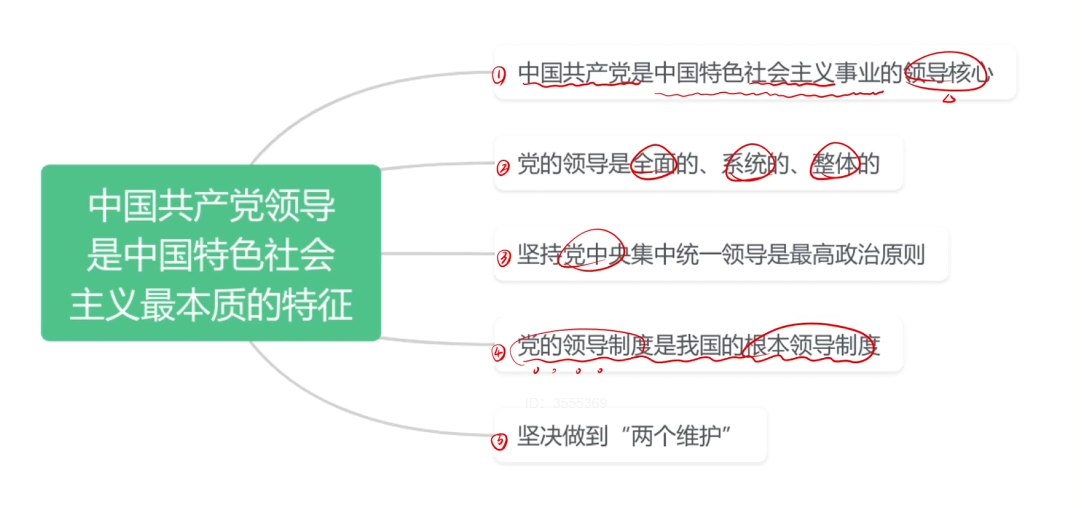 中国共产党领导
是中国特色社会
主义最本质的特征
① 中国共产党是中国特色社会主义事业的领导核心
② 党的领导是全面的、系统的、整体的
③ 坚持党中央集中统一领导是最高政治原则
④ 党的领导制度是我国的根本领导制度
ID：3555369
⑤ 坚决做到“两个维护”